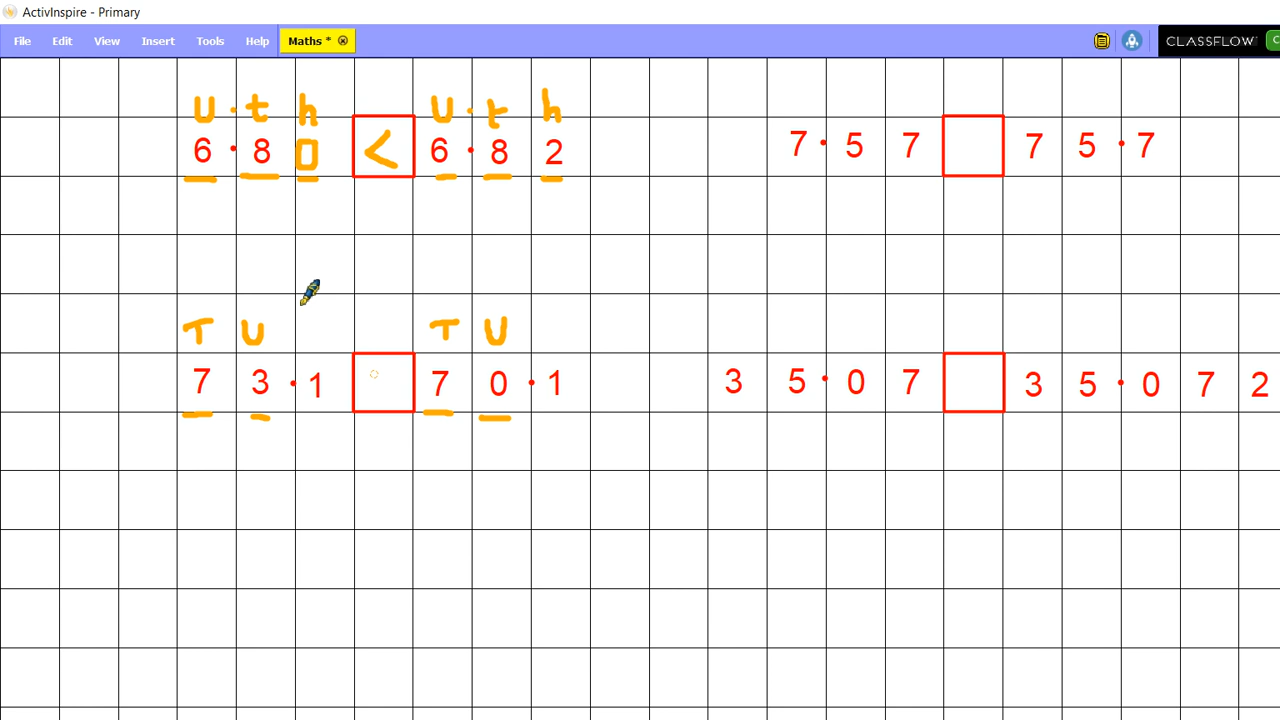 ActivInspire - Primary
File Edit View Insert Tools Help Maths * CLASSFLOW C
U · t h U · t h
6 · 8 0 < 6 · 8 2 7 · 5 7 7 5 · 7
T U T U
7 3 · 1 7 0 · 1 3 5 · 0 7 3 5 · 0 7 2